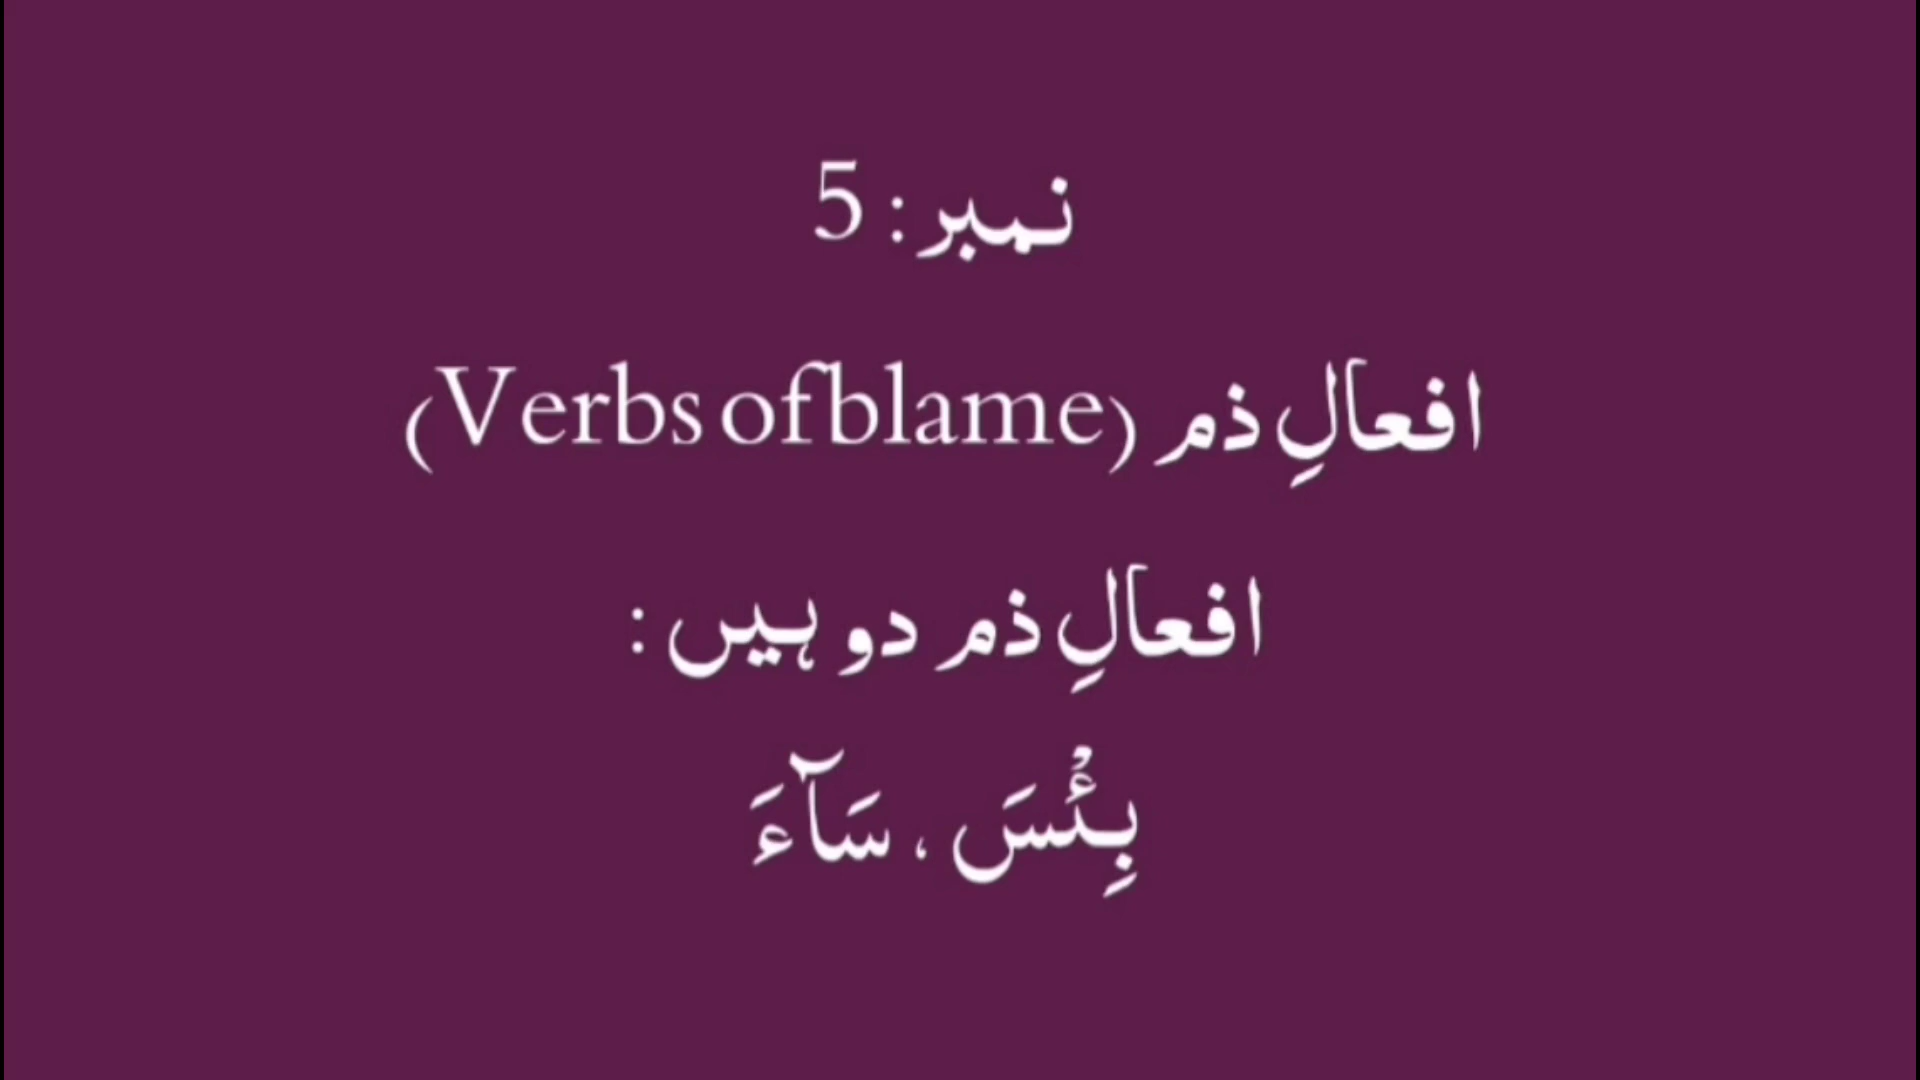 نمبر: 5
افعالِ ذم (Verbs of blame)
افعالِ ذم دو ہیں :
بِئْسَ ، سَآءَ